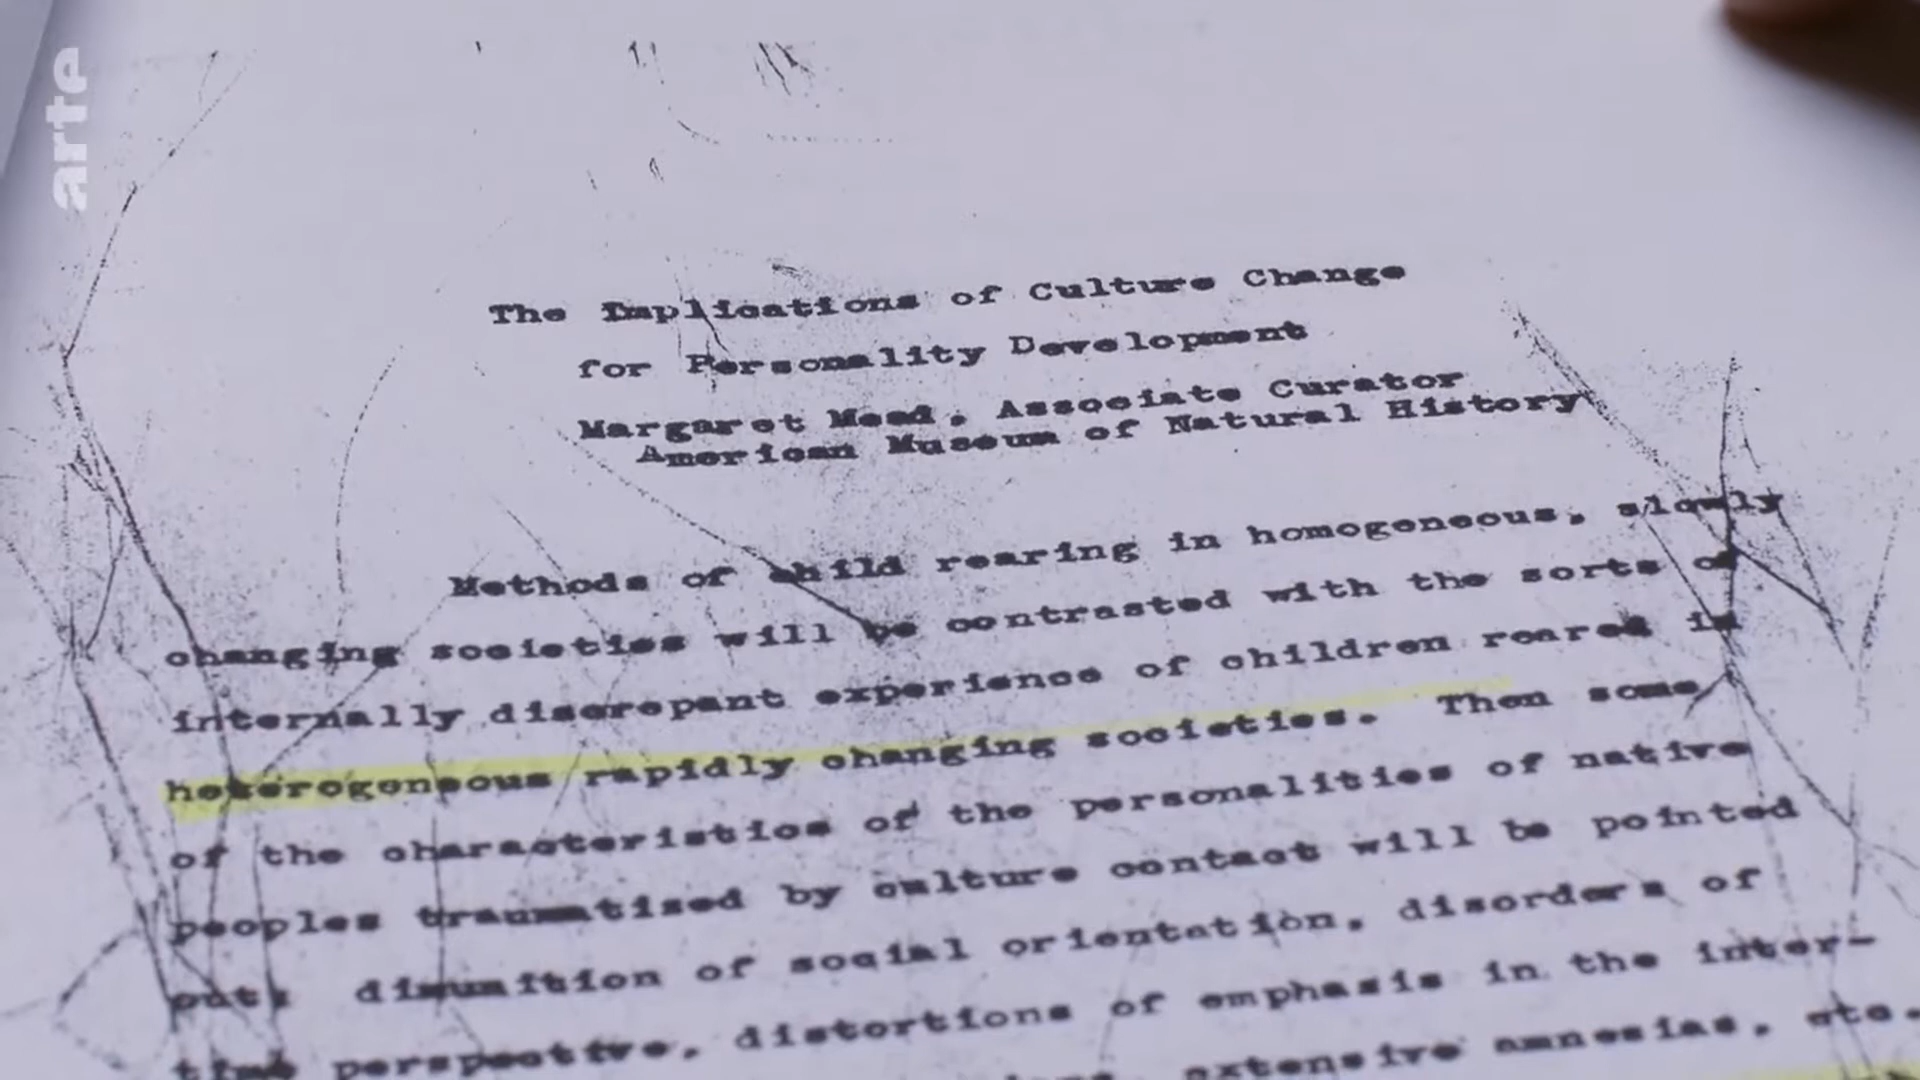 arte
The Implications of Culture Change
for Personality Development
Margaret Mead, Associate Curator
American Museum of Natural History
Methods of child rearing in homogeneous, slowly
changing societies will be contrasted with the sorts of
internally discrepant experience of children reared in
heterogeneous rapidly changing societies. Then some
of the characteristics of the personalities of native
peoples traumatized by culture contact will be pointed
out: dimunition of social orientation, disorders of
time perspective, distortions of emphasis in the inter-
extensive amnesias, etc.